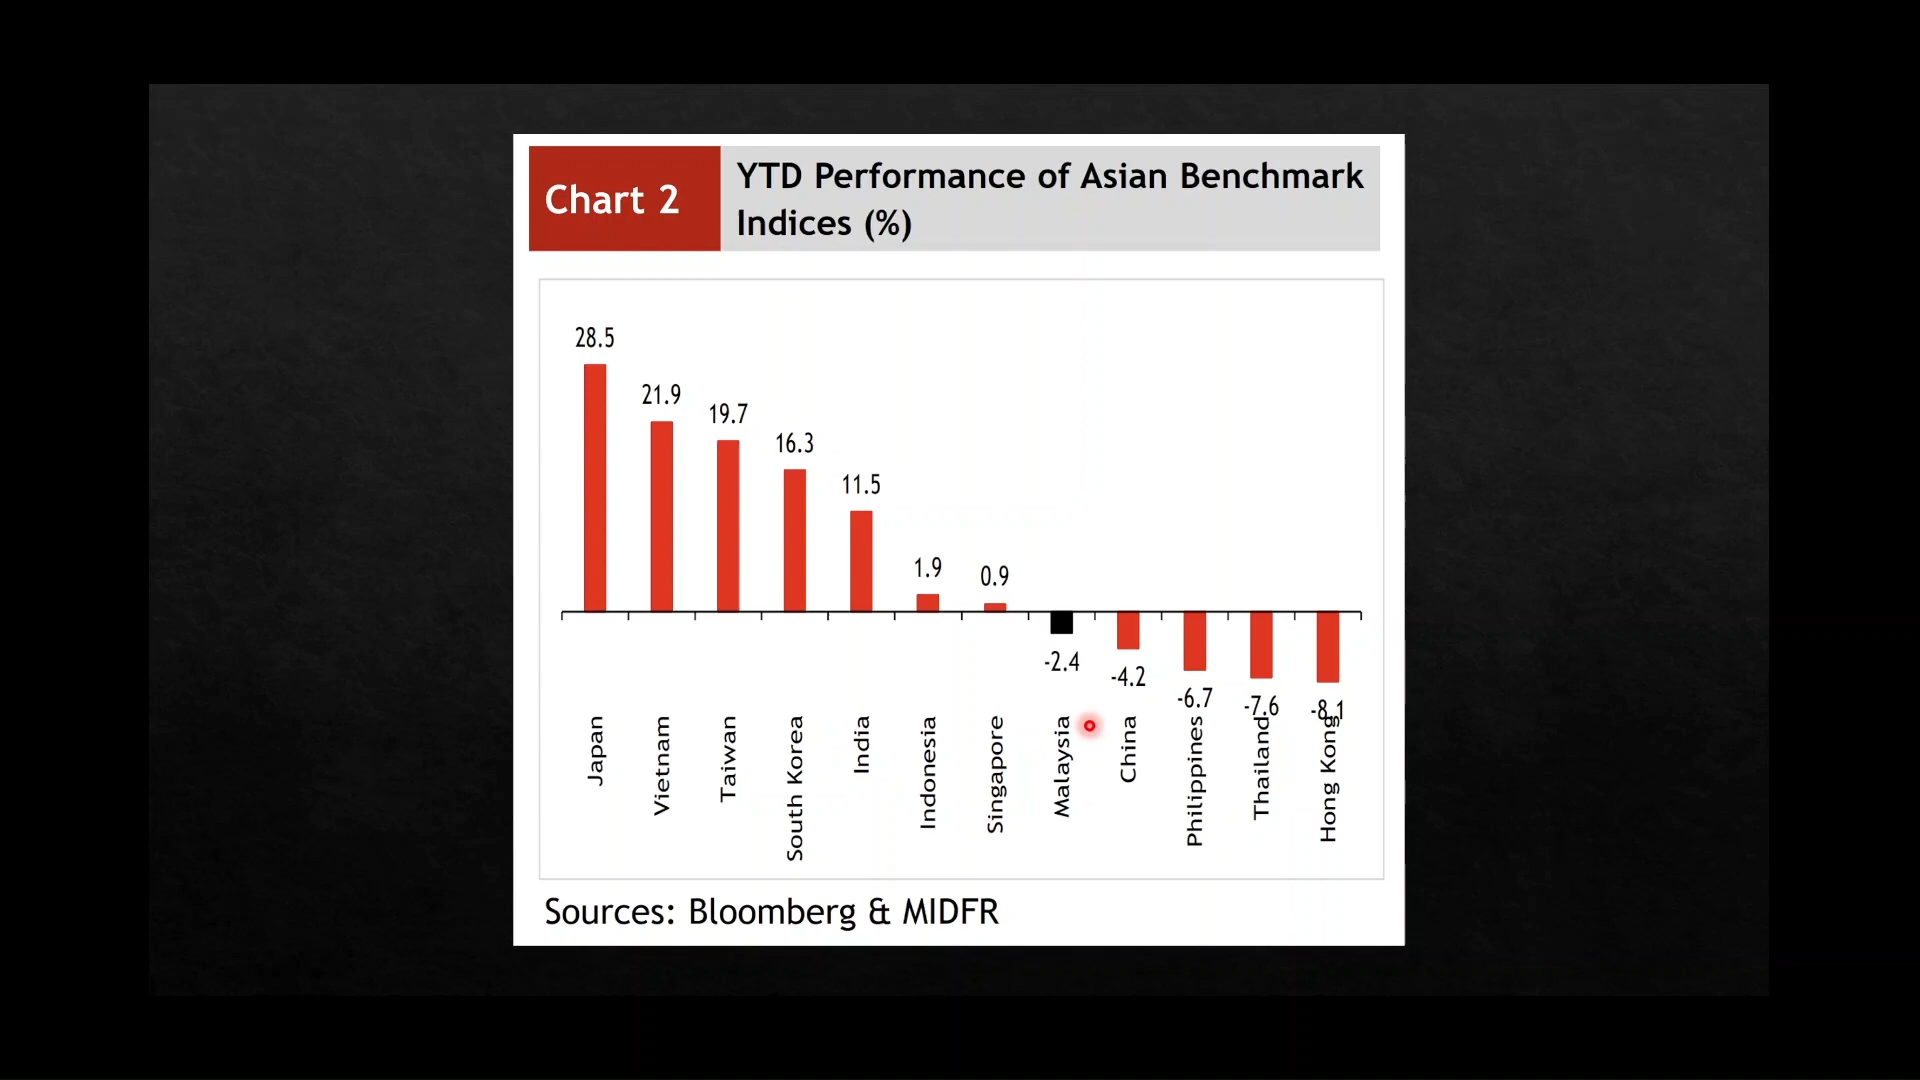 Chart 2
YTD Performance of Asian Benchmark
Indices (%)
28.5
21.9
19.7
16.3
11.5
1.9
0.9
-2.4
-4.2
-6.7
-7.6
-8.1
Japan
Vietnam
Taiwan
South Korea
India
Indonesia
Singapore
Malaysia
China
Philippines
Thailand
Hong Kong
Sources: Bloomberg & MIDFR